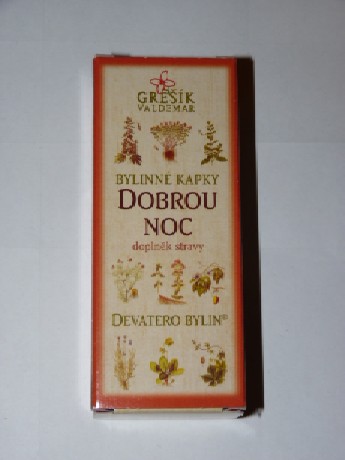 GREŠÍK
VALDEMAR
BYLINNÉ KAPKY
DOBROU
NOC
doplněk stravy
DEVATERO BYLIN®